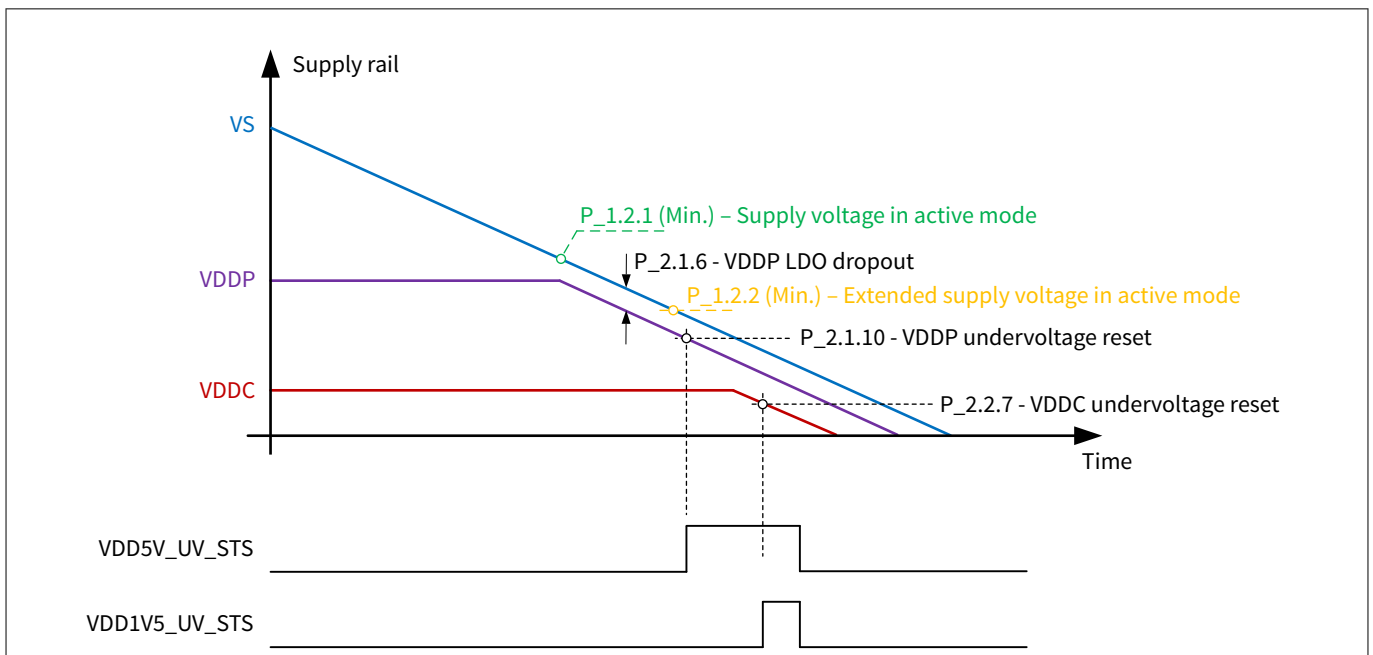 Supply rail
VS
P_1.2.1 (Min.) – Supply voltage in active mode
P_2.1.6 - VDDP LDO dropout
VDDP
P_1.2.2 (Min.) – Extended supply voltage in active mode
P_2.1.10 - VDDP undervoltage reset
VDDC
P_2.2.7 - VDDC undervoltage reset
Time
VDD5V_UV_STS
VDD1V5_UV_STS